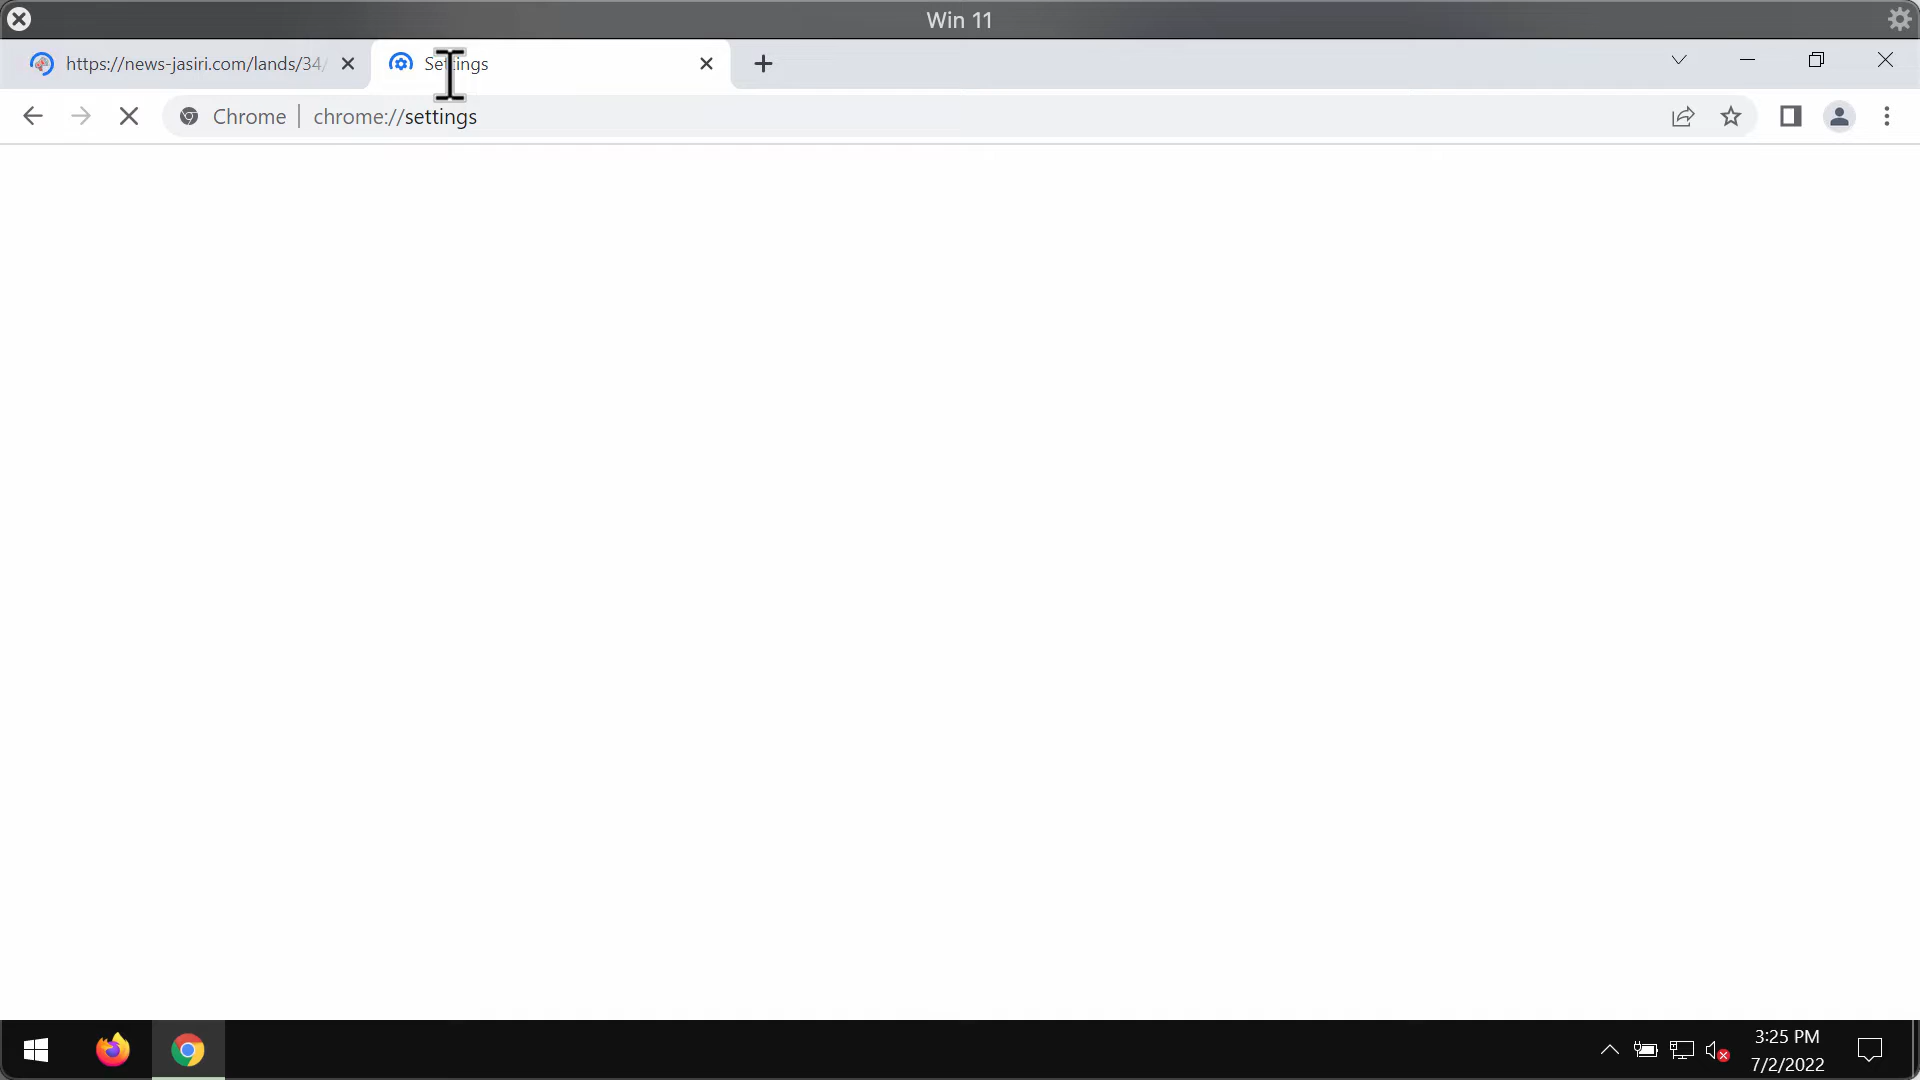 Win 11
https://news-jasiri.com/lands/34/
Settings
Chrome
chrome://settings
3:25 PM
7/2/2022